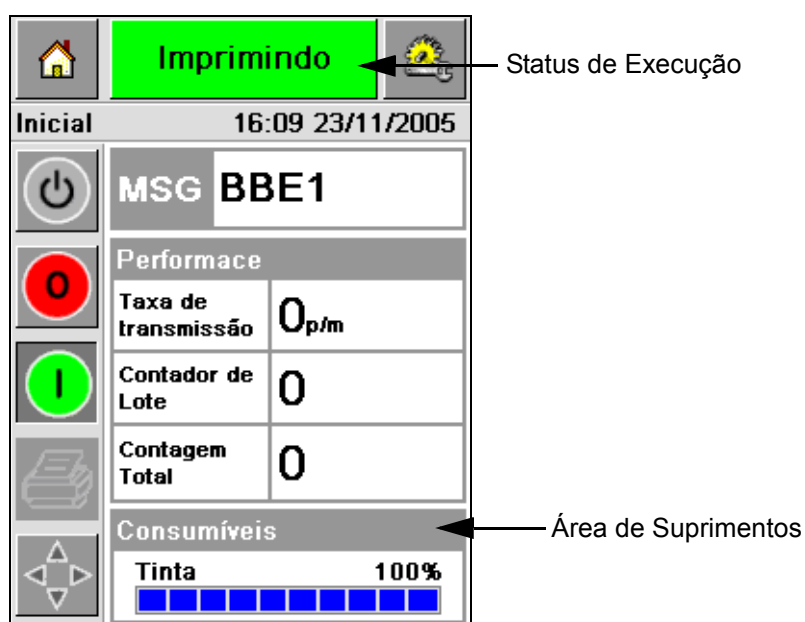 Imprimindo
Status de Execução
Inicial 16:09 23/11/2005
MSG BBE1
Performace
Taxa de
transmissão
0p/m
Contador de
Lote
0
Contagem
Total
0
Consumíveis
Área de Suprimentos
Tinta 100%